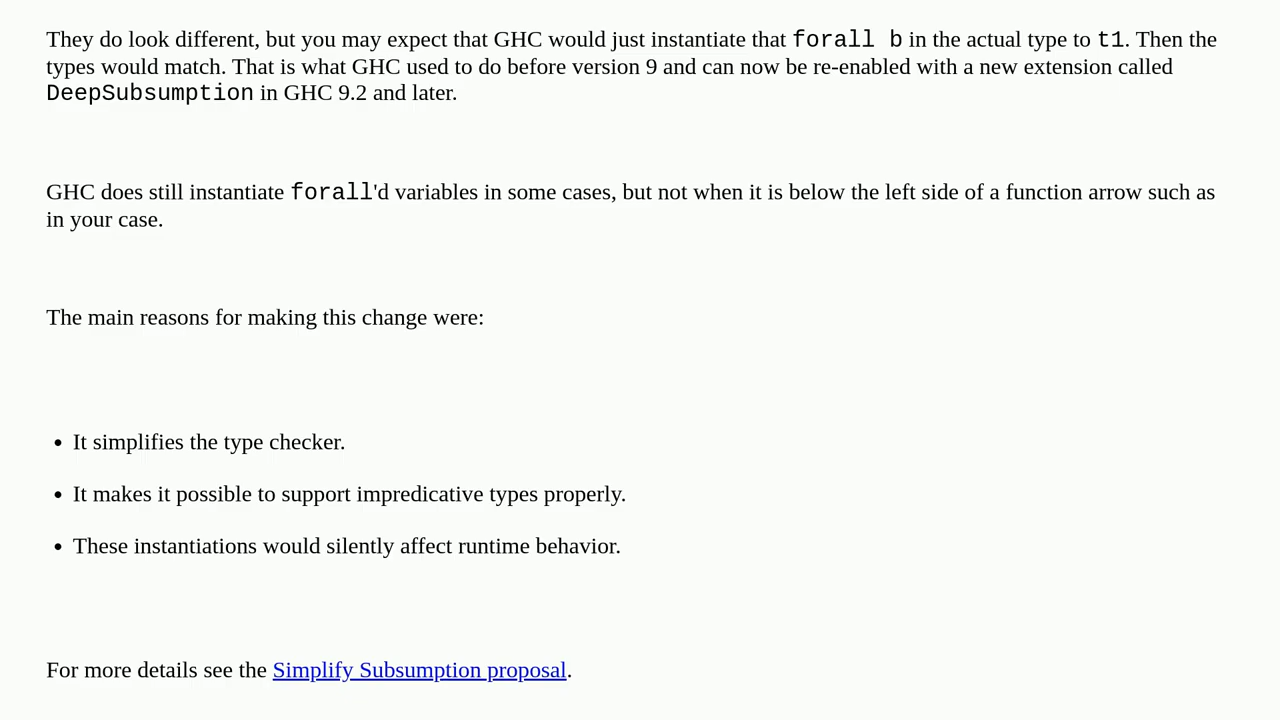 They do look different, but you may expect that GHC would just instantiate that forall b in the actual type to t1. Then the
types would match. That is what GHC used to do before version 9 and can now be re-enabled with a new extension called
DeepSubsumption in GHC 9.2 and later.
GHC does still instantiate forall'd variables in some cases, but not when it is below the left side of a function arrow such as
in your case.
The main reasons for making this change were:
• It simplifies the type checker.
• It makes it possible to support impredicative types properly.
• These instantiations would silently affect runtime behavior.
For more details see the Simplify Subsumption proposal.